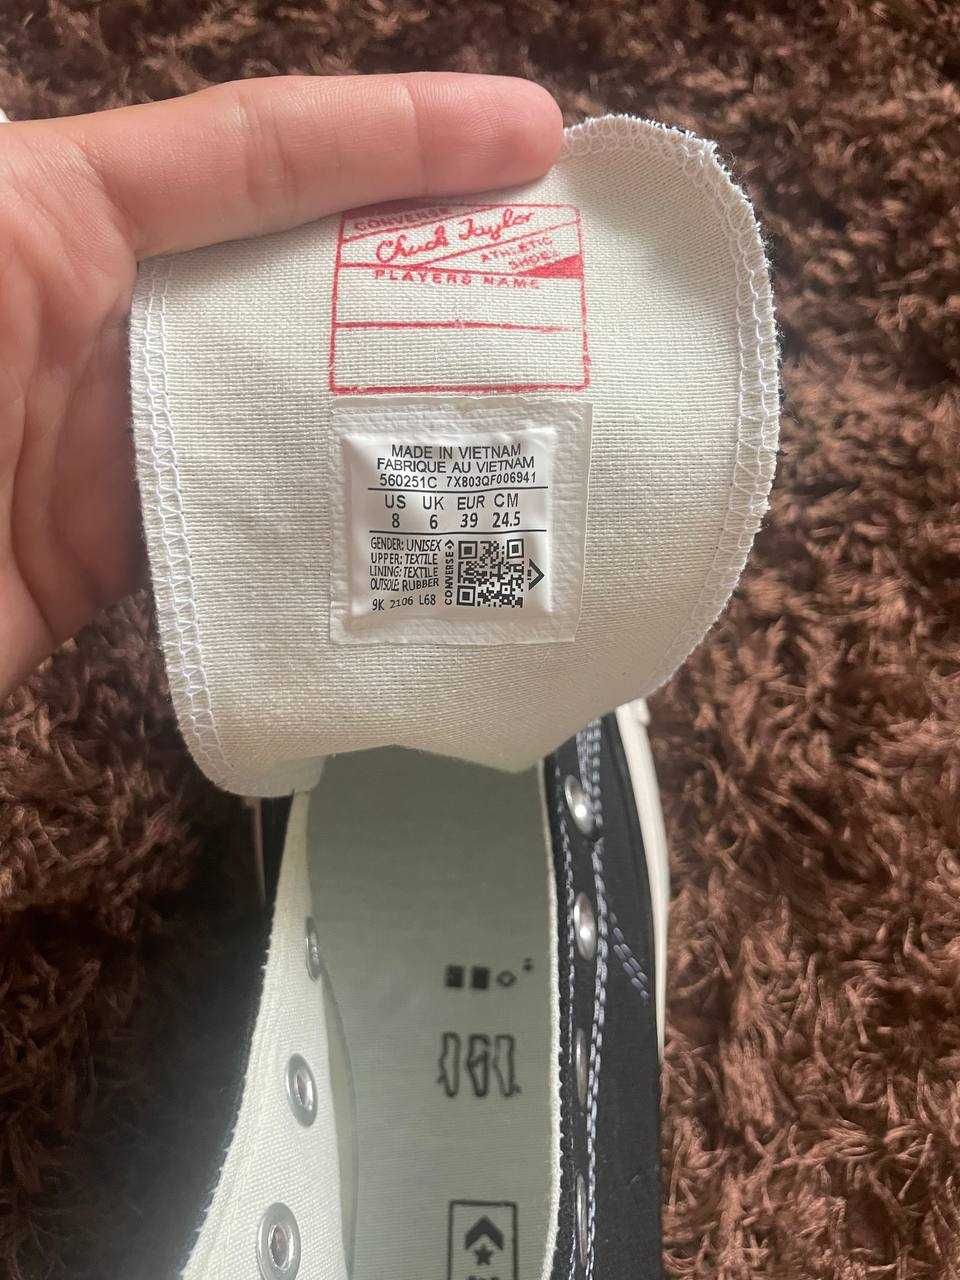 CONVERSE
Chuck Taylor
ATHLETIC
SHOE
PLAYERS NAME
MADE IN VIETNAM
FABRIQUE AU VIETNAM
560251C 7X803QF006941
US UK EUR CM
8 6 39 24.5
GENDER: UNISEX
UPPER: TEXTILE
LINING: TEXTILE
OUTSOLE: RUBBER
CONVERSE
9K 2106 L68